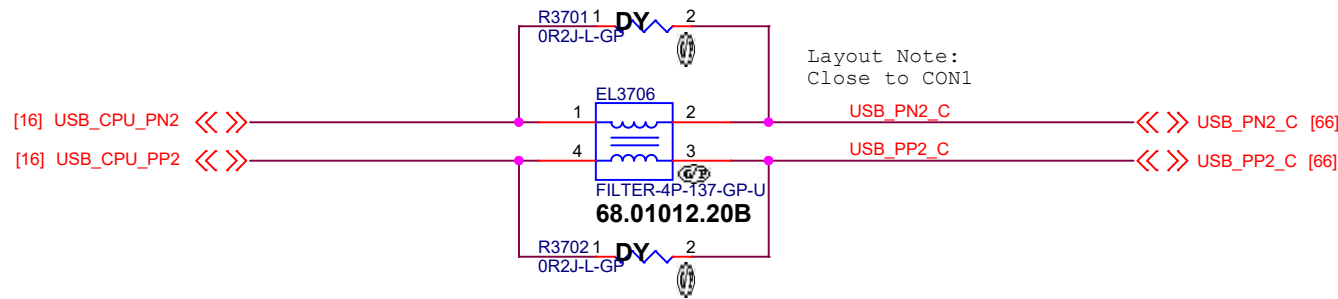 R3701 1 DY 2
0R2J-L-GP
Layout Note:
Close to CON1
EL3706
[16] USB_CPU_PN2
1 2
USB_PN2_C
USB_PN2_C [66]
[16] USB_CPU_PP2
4 3
USB_PP2_C
USB_PP2_C [66]
FILTER-4P-137-GP-U
68.01012.20B
R3702 1 DY 2
0R2J-L-GP